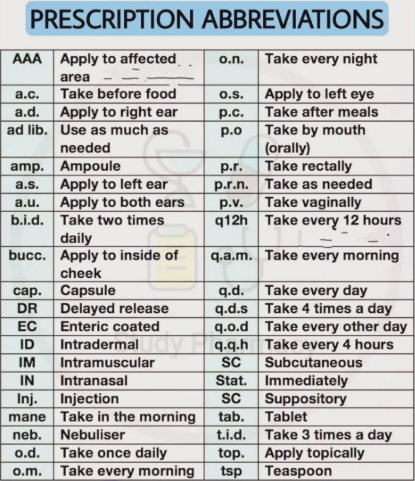 PRESCRIPTION ABBREVIATIONS
AAA Apply to affected area o.n. Take every night
a.c. Take before food o.s. Apply to left eye
a.d. Apply to right ear p.c. Take after meals
ad lib. Use as much as needed p.o Take by mouth (orally)
amp. Ampoule p.r. Take rectally
a.s. Apply to left ear p.r.n. Take as needed
a.u. Apply to both ears p.v. Take vaginally
b.i.d. Take two times daily q12h Take every 12 hours
bucc. Apply to inside of cheek q.a.m. Take every morning
cap. Capsule q.d. Take every day
DR Delayed release q.d.s Take 4 times a day
EC Enteric coated q.o.d Take every other day
ID Intradermal q.q.h Take every 4 hours
IM Intramuscular SC Subcutaneous
IN Intranasal Stat. Immediately
Inj. Injection SC Suppository
mane Take in the morning tab. Tablet
neb. Nebuliser t.i.d. Take 3 times a day
o.d. Take once daily top. Apply topically
o.m. Take every morning tsp Teaspoon